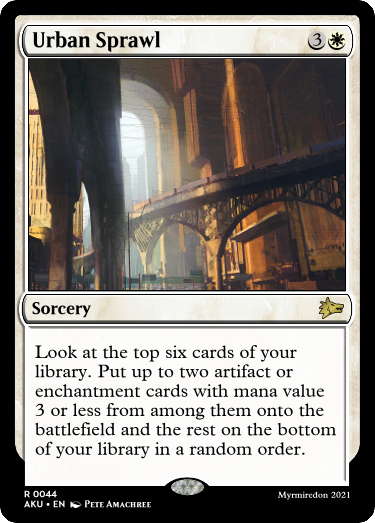 Urban Sprawl 3
Sorcery
Look at the top six cards of your
library. Put up to two artifact or
enchantment cards with mana value
3 or less from among them onto the
battlefield and the rest on the bottom
of your library in a random order.
R 0044
AKU • EN Pete Amachree
Myrmiredon 2021